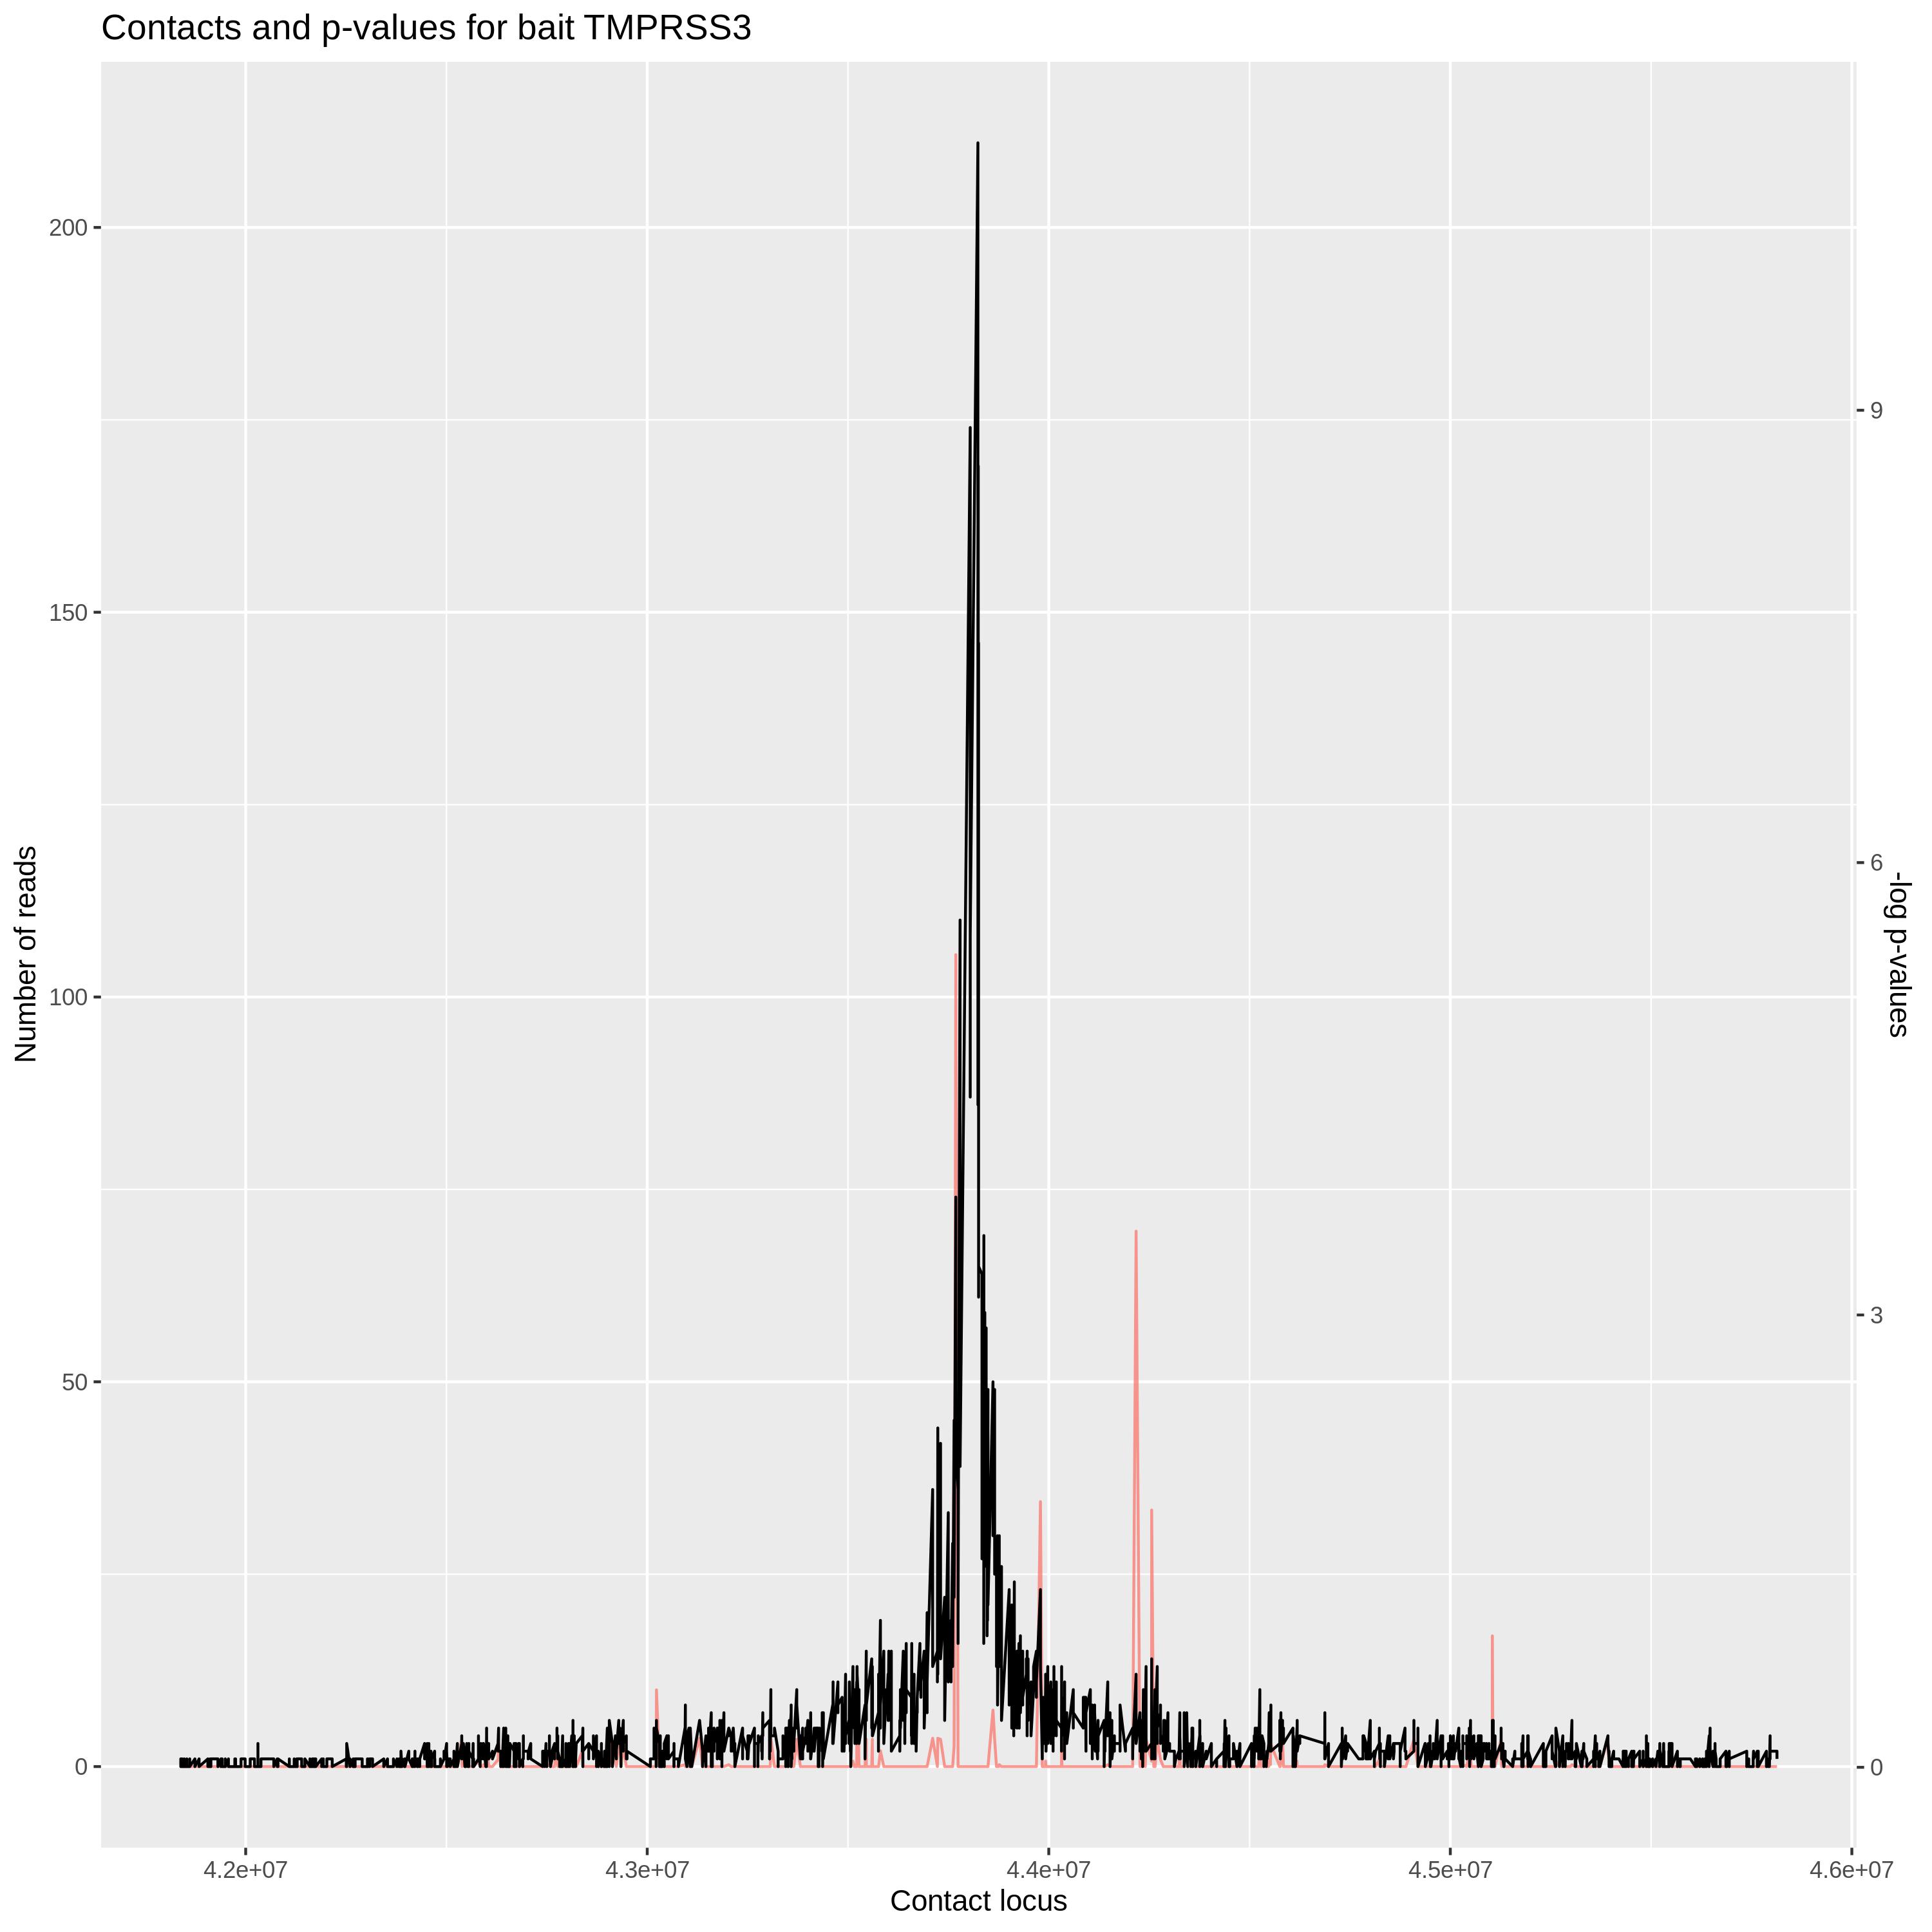 Contacts and p-values for bait TMPRSS3
Number of reads
200
150
100
50
0
9
6
3
0
-log p-values
4.2e+07
4.3e+07
4.4e+07
4.5e+07
4.6e+07
Contact locus